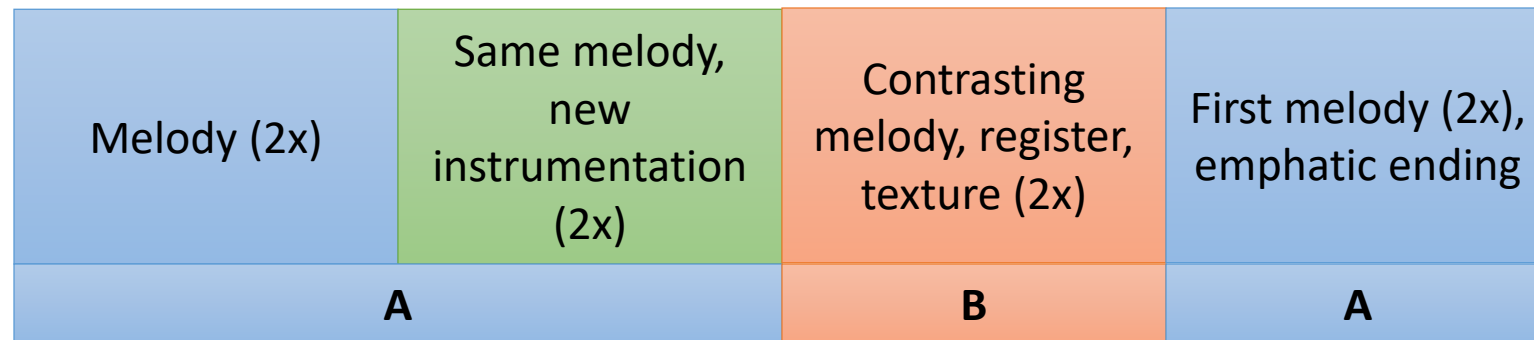 Melody (2x)
Same melody,
new
instrumentation
(2x)
Contrasting
melody, register,
texture (2x)
First melody (2x),
emphatic ending
A
B
A